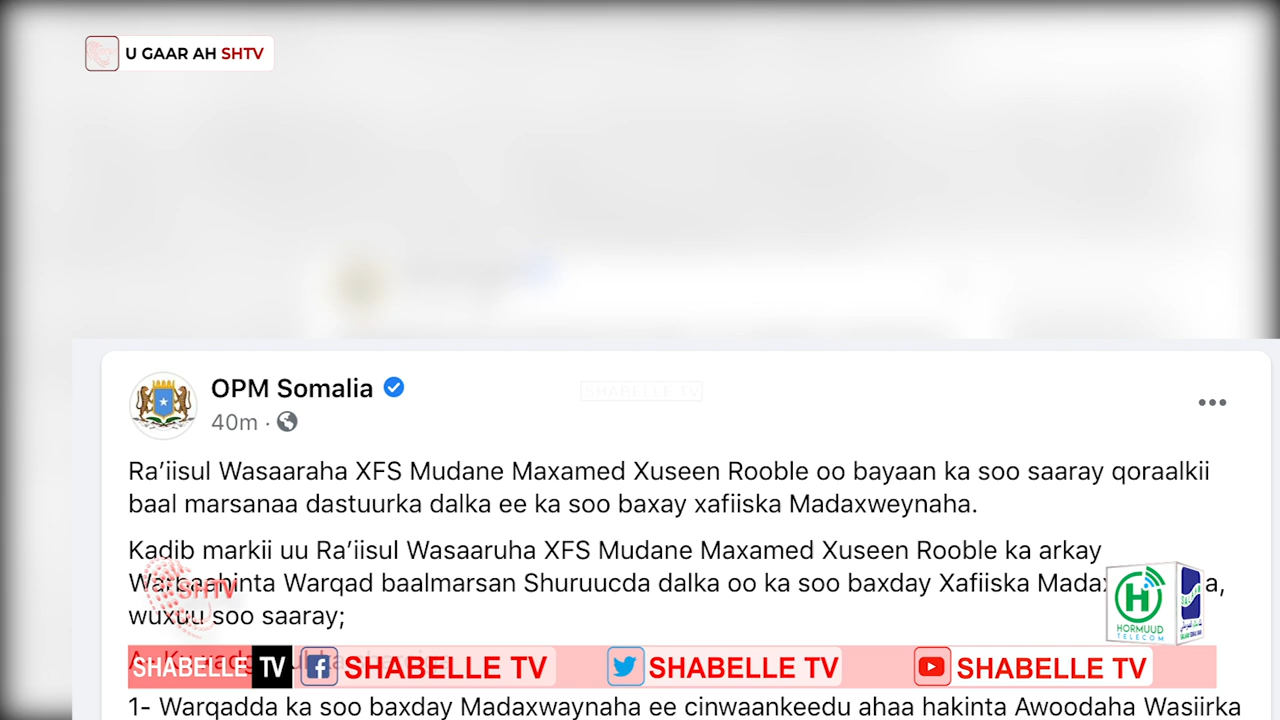 U GAAR AH SHTV
OPM Somalia
SHABELLE TV
40m ·
Ra’iisul Wasaaraha XFS Mudane Maxamed Xuseen Rooble oo bayaan ka soo saaray qoraalkii
baal marsanaa dastuurka dalka ee ka soo baxay xafiiska Madaxweynaha.
Kadib markii uu Ra’iisul Wasaaruha XFS Mudane Maxamed Xuseen Rooble ka arkay
Warbaahinta Warqad baalmarsan Shuruucda dalka oo ka soo baxday Xafiiska
SHTV
wuxuu soo saaray;
HORMUUD
TELECOM
SHABELLE TV SHABELLE TV SHABELLE TV SHABELLE TV
1- Warqadda ka soo baxday Madaxwaynaha ee cinwaankeedu ahaa hakinta Awoodaha Wasiirka